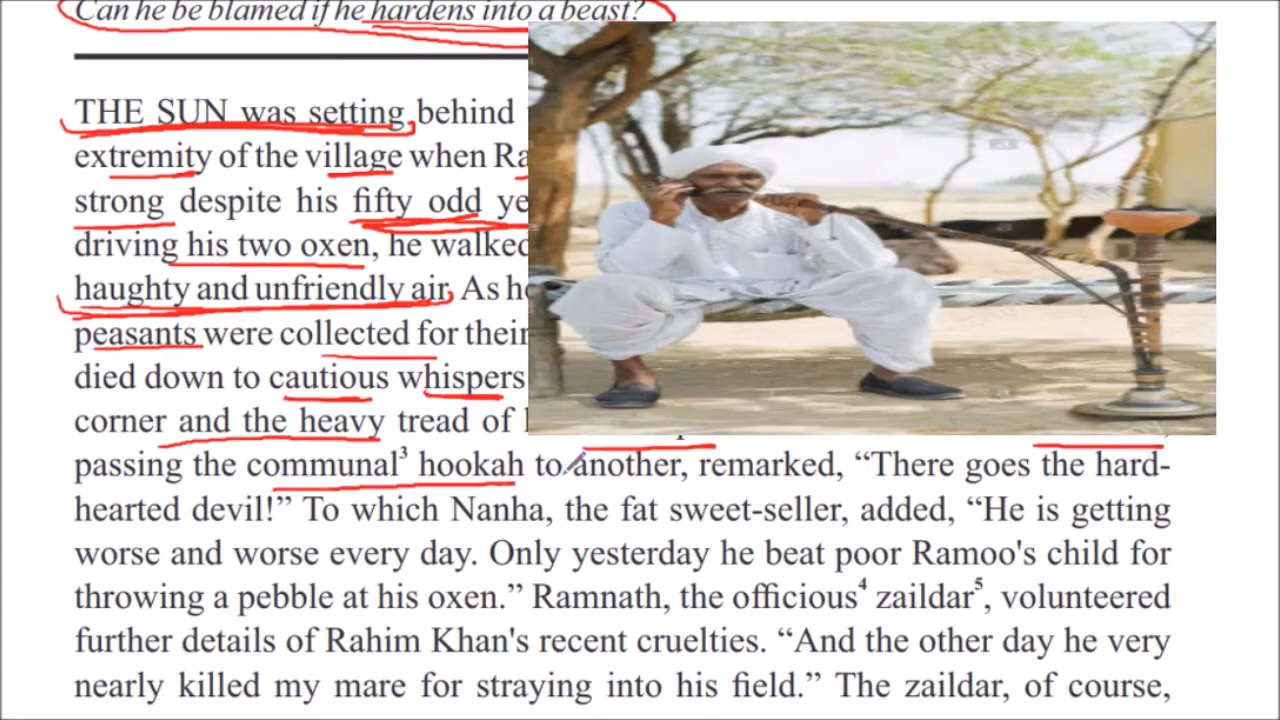 Can he be blamed if he hardens into a beast?
THE SUN was setting behind
extremity of the village when Ra
strong despite his fifty odd ye
driving his two oxen, he walked
haughty and unfriendly air. As he
peasants were collected for their
died down to cautious whispers
corner and the heavy tread of
passing the communal³ hookah to another, remarked, “There goes the hard-
hearted devil!” To which Nanha, the fat sweet-seller, added, “He is getting
worse and worse every day. Only yesterday he beat poor Ramoo's child for
throwing a pebble at his oxen.” Ramnath, the officious⁴ zaildar⁵, volunteered
further details of Rahim Khan's recent cruelties. “And the other day he very
nearly killed my mare for straying into his field.” The zaildar, of course,